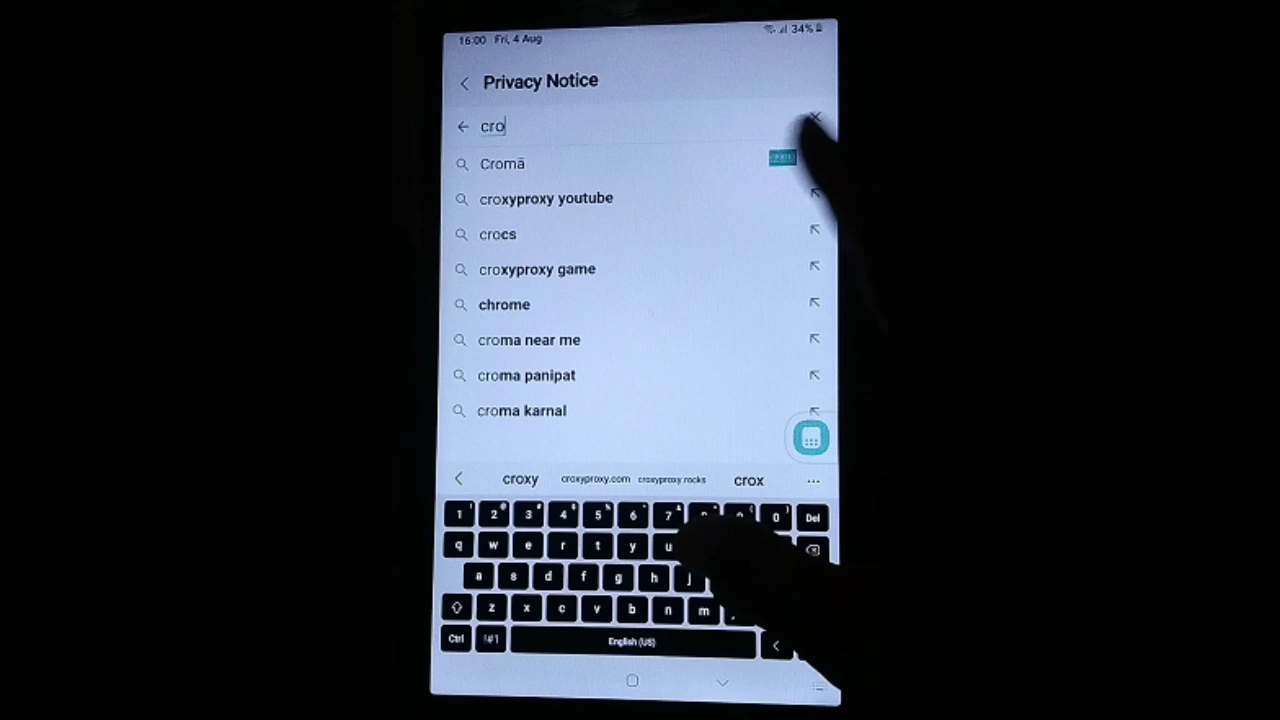 16:00 Fri, 4 Aug
34%
Privacy Notice
cro
Cromā
croxyproxy youtube
crocs
croxyproxy game
chrome
croma near me
croma panipat
croma karnal
croxy croxyproxy.com croxyproxy.rocks crox ...
1 2 3 4 5 6 7 0 Del
q w e r t y u
a s d f g h j
z x c v b n m
Ctrl !#1 English (US)